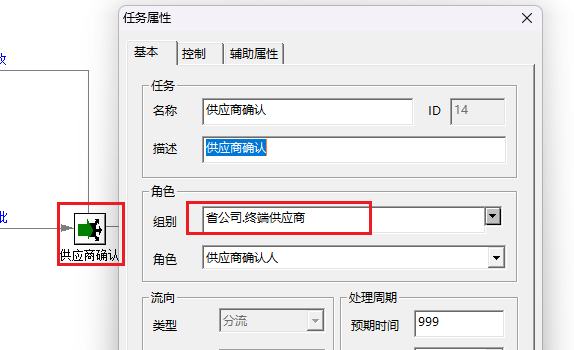 任务属性
基本 控制 辅助属性
任务
名称 供应商确认 ID 14
描述 供应商确认
角色
组别 省公司.终端供应商
角色 供应商确认人
供应商确认
流向 处理周期
类型 分流 预期时间 999